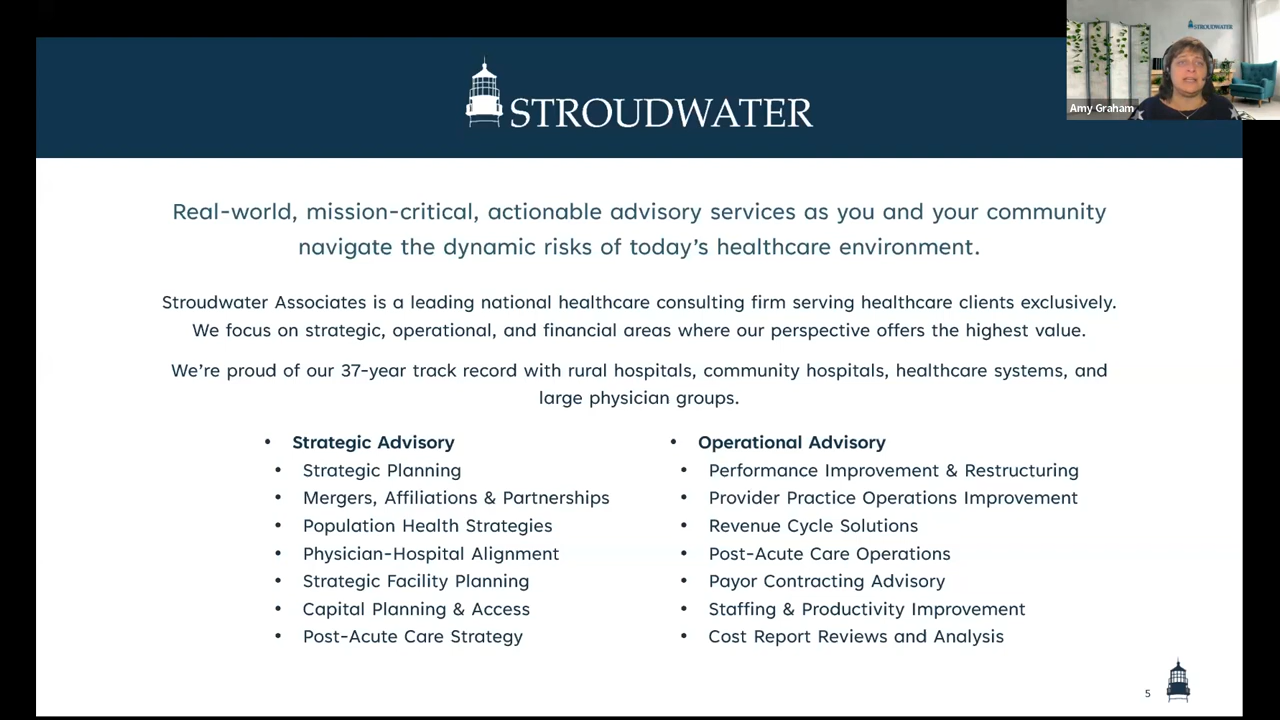 STROUDWATER
Amy Graham
STROUDWATER
Real-world, mission-critical, actionable advisory services as you and your community
navigate the dynamic risks of today's healthcare environment.
Stroudwater Associates is a leading national healthcare consulting firm serving healthcare clients exclusively.
We focus on strategic, operational, and financial areas where our perspective offers the highest value.
We're proud of our 37-year track record with rural hospitals, community hospitals, healthcare systems, and
large physician groups.
• Strategic Advisory
• Strategic Planning
• Mergers, Affiliations & Partnerships
• Population Health Strategies
• Physician-Hospital Alignment
• Strategic Facility Planning
• Capital Planning & Access
• Post-Acute Care Strategy
• Operational Advisory
• Performance Improvement & Restructuring
• Provider Practice Operations Improvement
• Revenue Cycle Solutions
• Post-Acute Care Operations
• Payor Contracting Advisory
• Staffing & Productivity Improvement
• Cost Report Reviews and Analysis
5